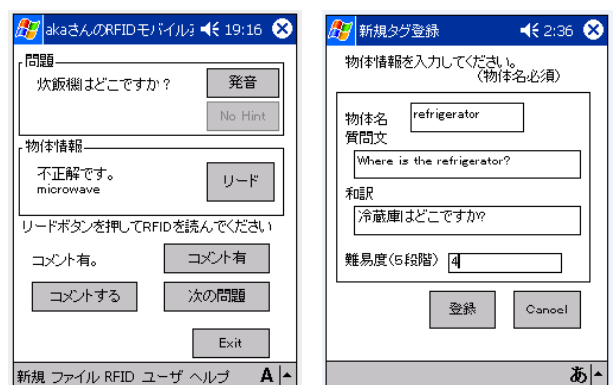 akaさんのRFIDモバイル
19:16
問題
炊飯機はどこですか?
発音
No Hint
物体情報
不正解です。
microwave
リード
リードボタンを押してRFIDを読んでください
コメント有。
コメント有
コメントする
次の問題
Exit
新規 ファイル RFID ユーザ ヘルプ
A
新規タグ登録
2:36
物体情報を入力してください。
(物体名必須)
物体名
refrigerator
質問文
Where is the refrigerator?
和訳
冷蔵庫はどこですか?
難易度(5段階)
4
登録
Cancel
あ